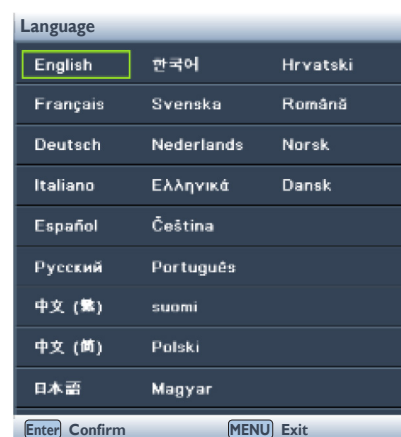 Language
English 한국어 Hrvatski
Français Svenska Română
Deutsch Nederlands Norsk
Italiano Ελληνικά Dansk
Español Čeština
Русский Português
中文 (繁) suomi
中文 (简) Polski
日本語 Magyar
Enter Confirm MENU Exit